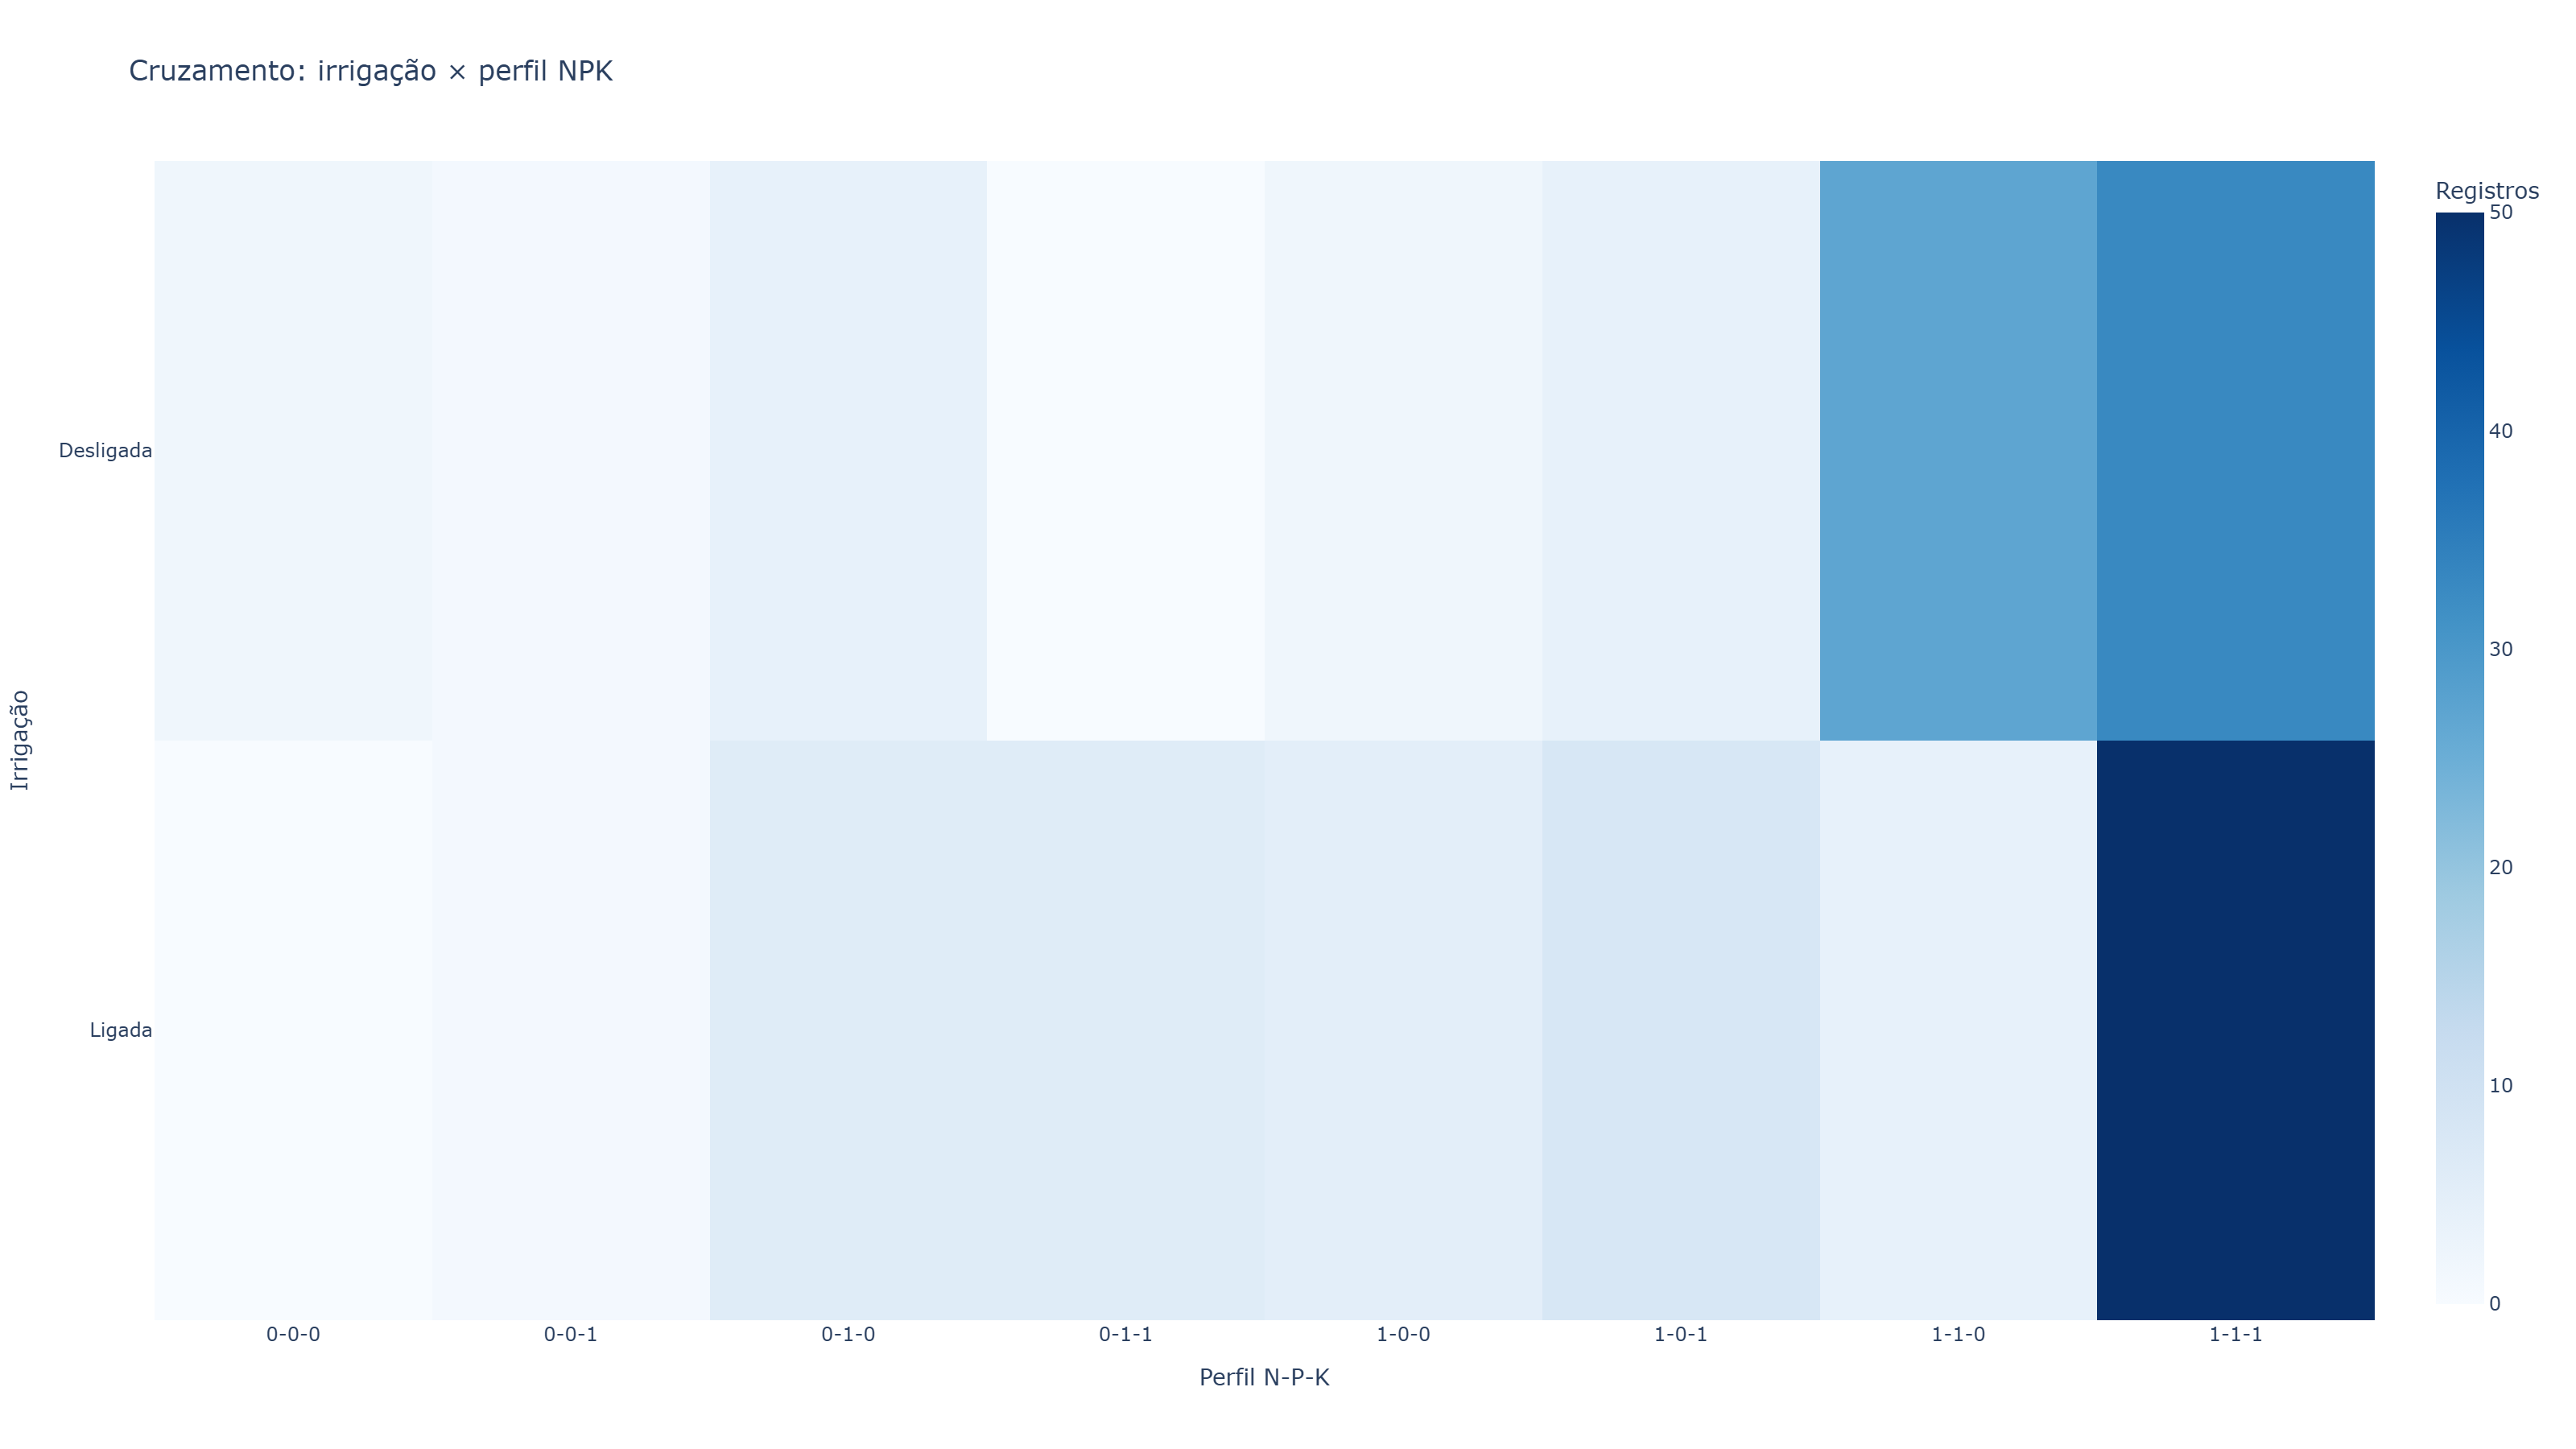 Cruzamento: irrigação × perfil NPK
Registros
50
40
30
20
10
0
Irrigação
Desligada
Ligada
0-0-0
0-0-1
0-1-0
0-1-1
1-0-0
1-0-1
1-1-0
1-1-1
Perfil N-P-K